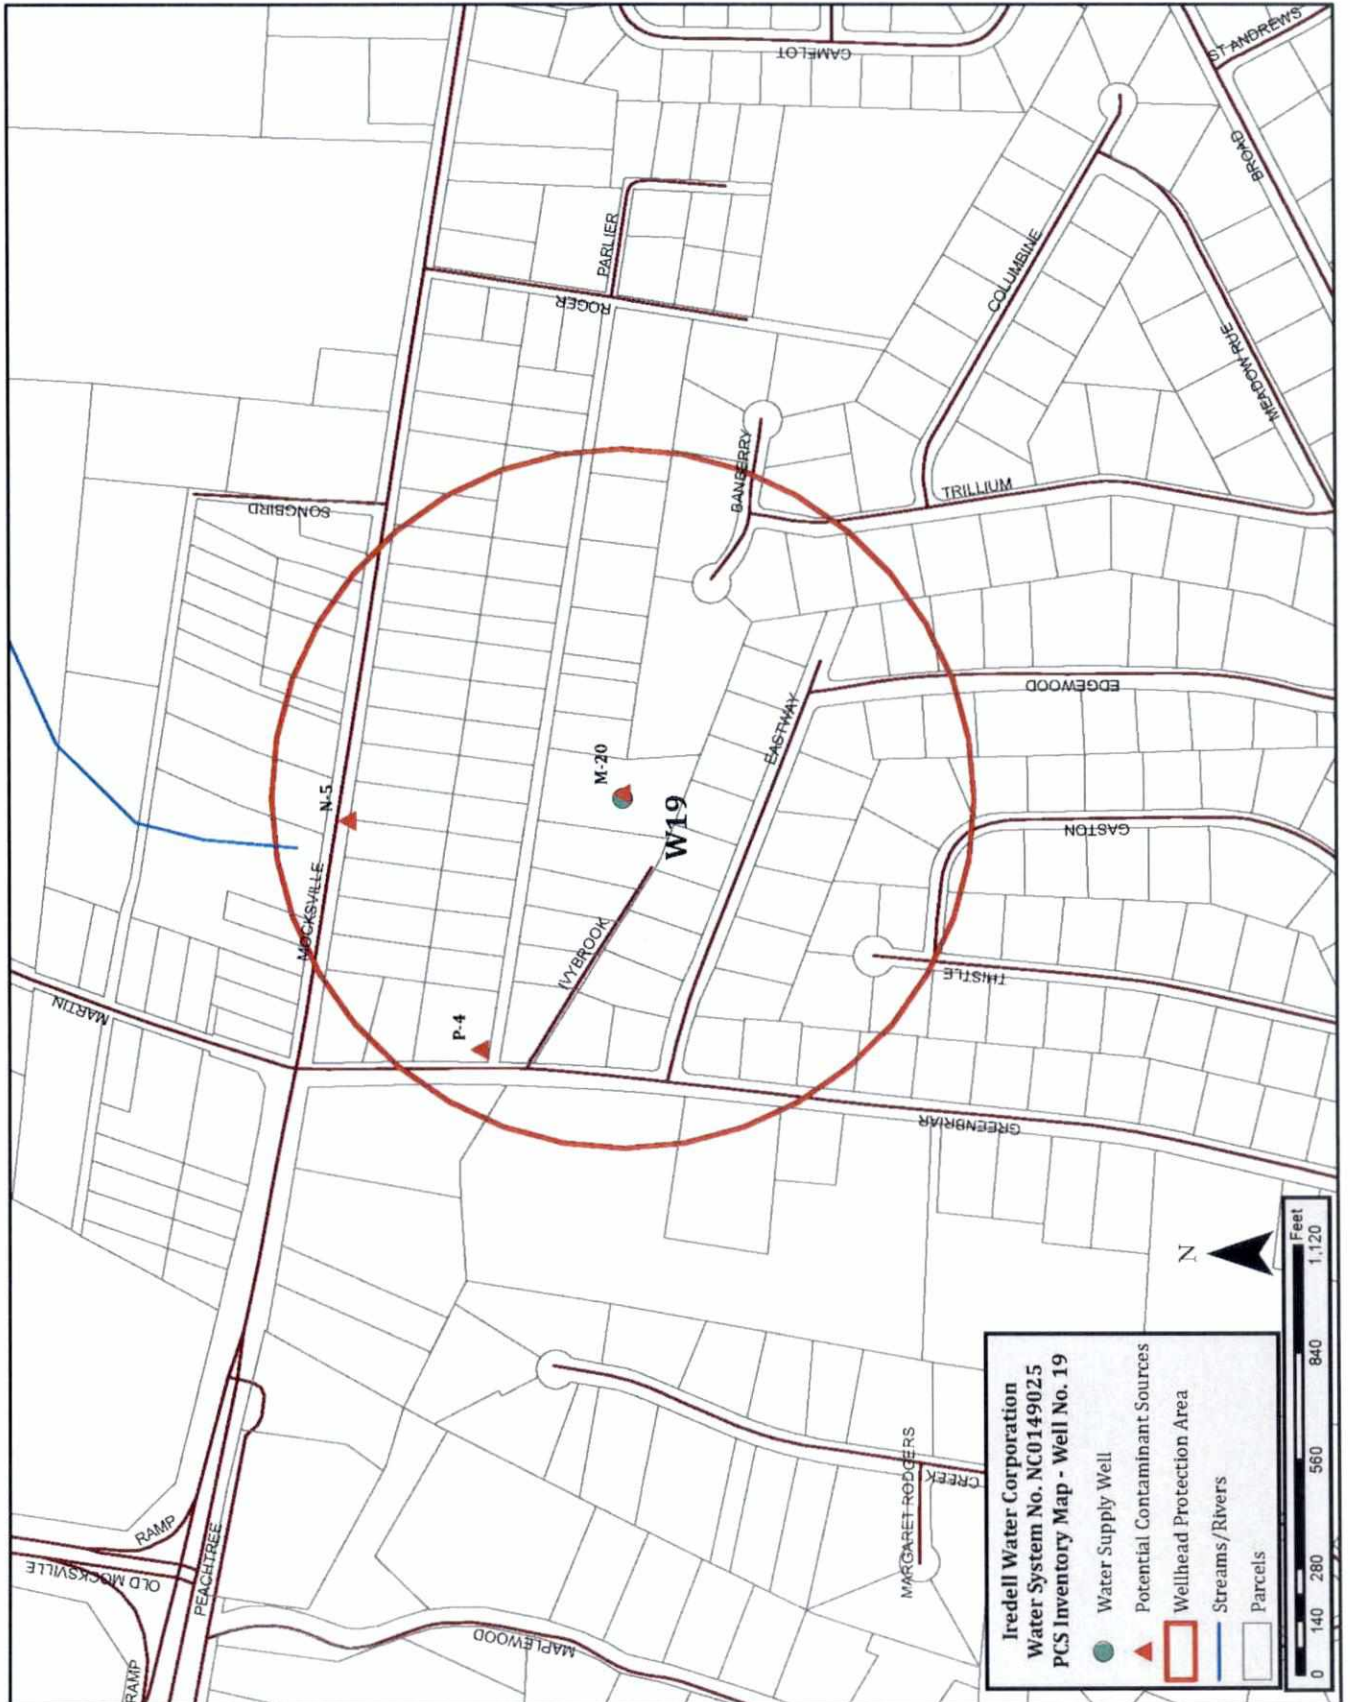 CAMELOT
ST ANDREWS
BROAD
PARLIER
ROGER
COLUMBINE
MEADOW RUE
TRILLIUM
BANBERRY
SONGBIRD
EDGEWOOD
EASTWAY
M-20
W19
N-5
GASTON
MOCKSVILLE
IVYBROOK
THISTLE
P-4
MARTIN
GREENBRIAR
MARGARET RODGERS
CREEK
RAMP
OLD MOCKSVILLE
PEACHTREE
MAPLEWOOD
RAMP
N
Iredell Water Corporation
Water System No. NC0149025
PCS Inventory Map - Well No. 19
Water Supply Well
Potential Contaminant Sources
Wellhead Protection Area
Streams/Rivers
Parcels
0 140 280 560 840 1,120
Feet